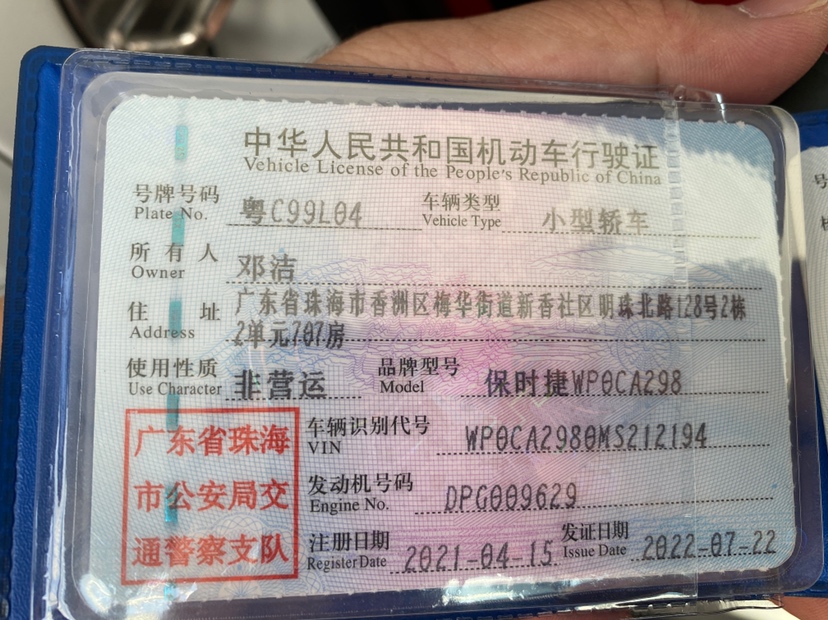 中华人民共和国机动车行驶证
Vehicle License of the People's Republic of China
号牌号码 粤C99L04 车辆类型 小型轿车
Plate No. Vehicle Type
所有人 邓洁
Owner
住址 广东省珠海市香洲区梅华街道新香社区明珠北路128号2栋
Address 2单元707房
使用性质 非营运 品牌型号 保时捷WP0CA298
Use Character Model
广东省珠海 车辆识别代号 WP0CA2980MS212194
VIN
市公安局交 发动机号码 DPG009629
Engine No.
通警察支队 注册日期 2021-04-15 发证日期 2022-07-22
Register Date Issue Date
号